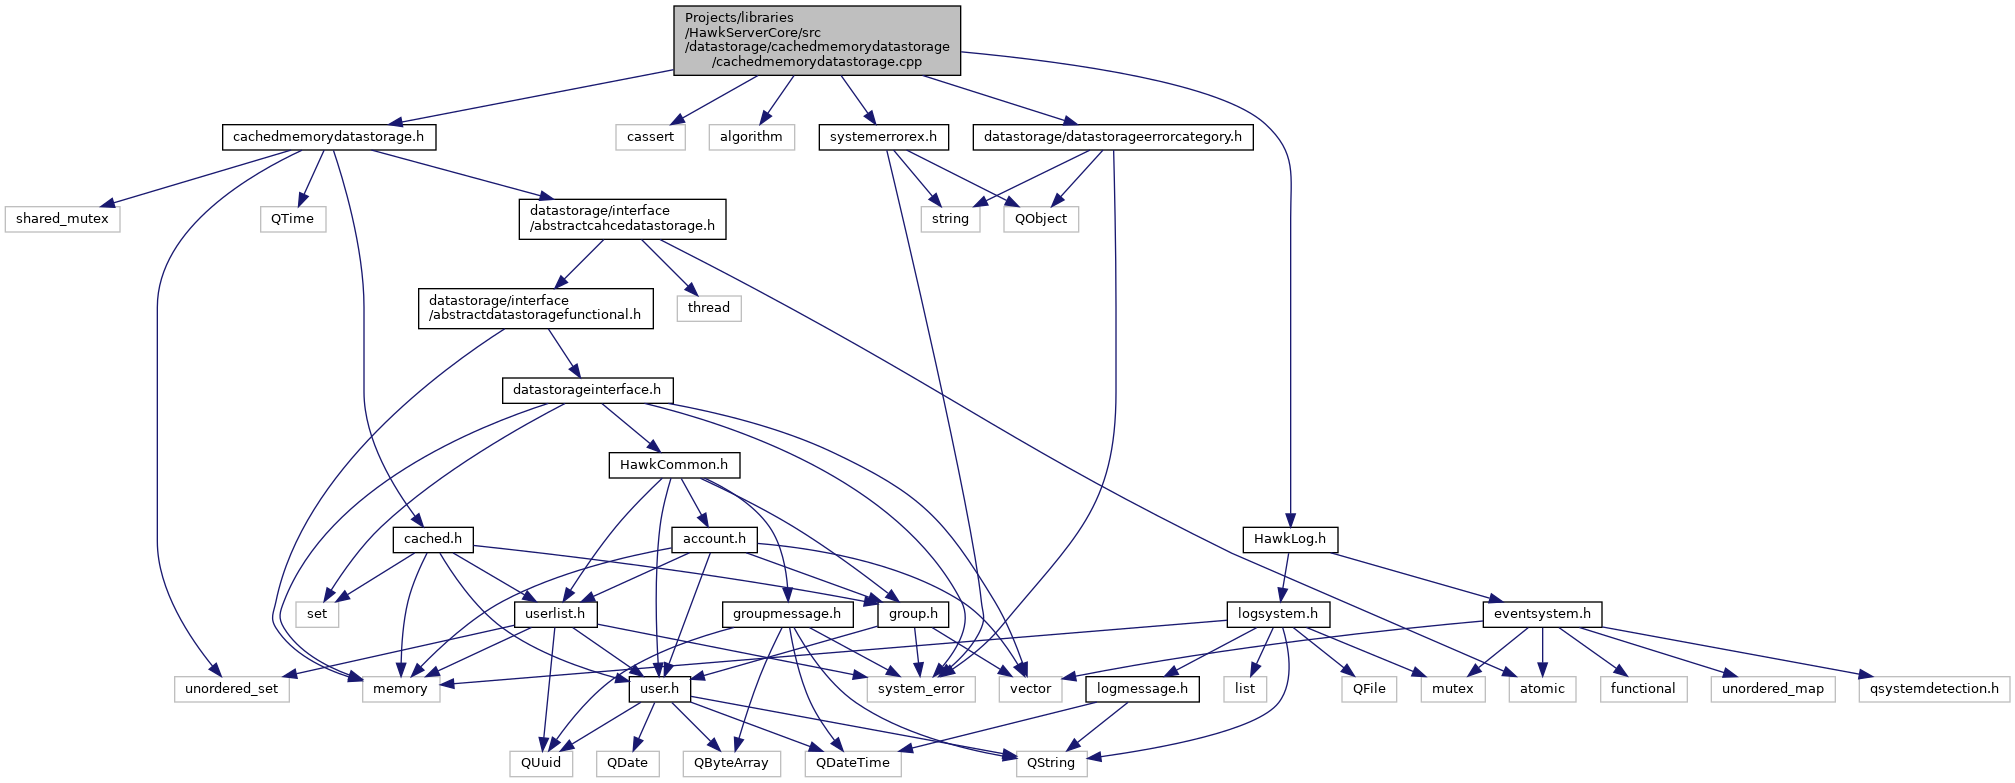 Projects/libraries
/HawkServerCore/src
/datastorage/cachedmemorydatastorage
/cachedmemorydatastorage.cpp
cachedmemorydatastorage.h
cassert
algorithm
systemerrorex.h
datastorage/datastorageerrorcategory.h
shared_mutex
QTime
datastorage/interface
/abstractcahcedatastorage.h
string
QObject
datastorage/interface
/abstractdatastoragefunctional.h
thread
datastorageinterface.h
HawkCommon.h
cached.h
account.h
HawkLog.h
set
userlist.h
groupmessage.h
group.h
logsystem.h
eventsystem.h
unordered_set
memory
user.h
system_error
vector
logmessage.h
list
QFile
mutex
atomic
functional
unordered_map
qsystemdetection.h
QUuid
QDate
QByteArray
QDateTime
QString